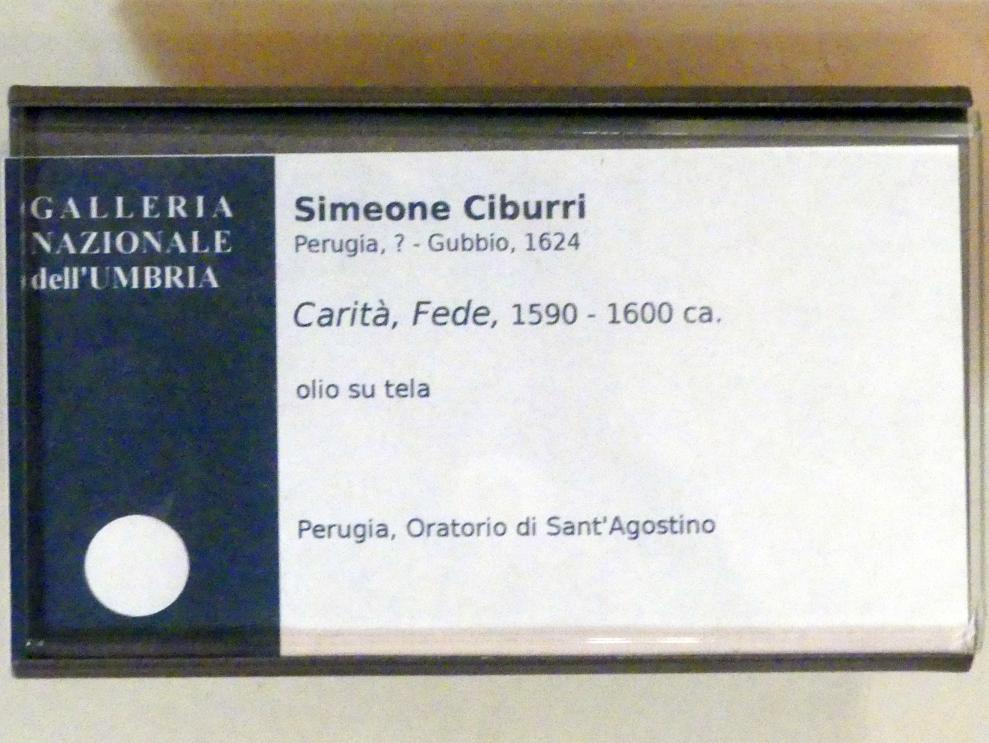 GALLERIA
NAZIONALE
dell'UMBRIA
Simeone Ciburri
Perugia, ? - Gubbio, 1624
Carità, Fede, 1590 - 1600 ca.
olio su tela
Perugia, Oratorio di Sant'Agostino